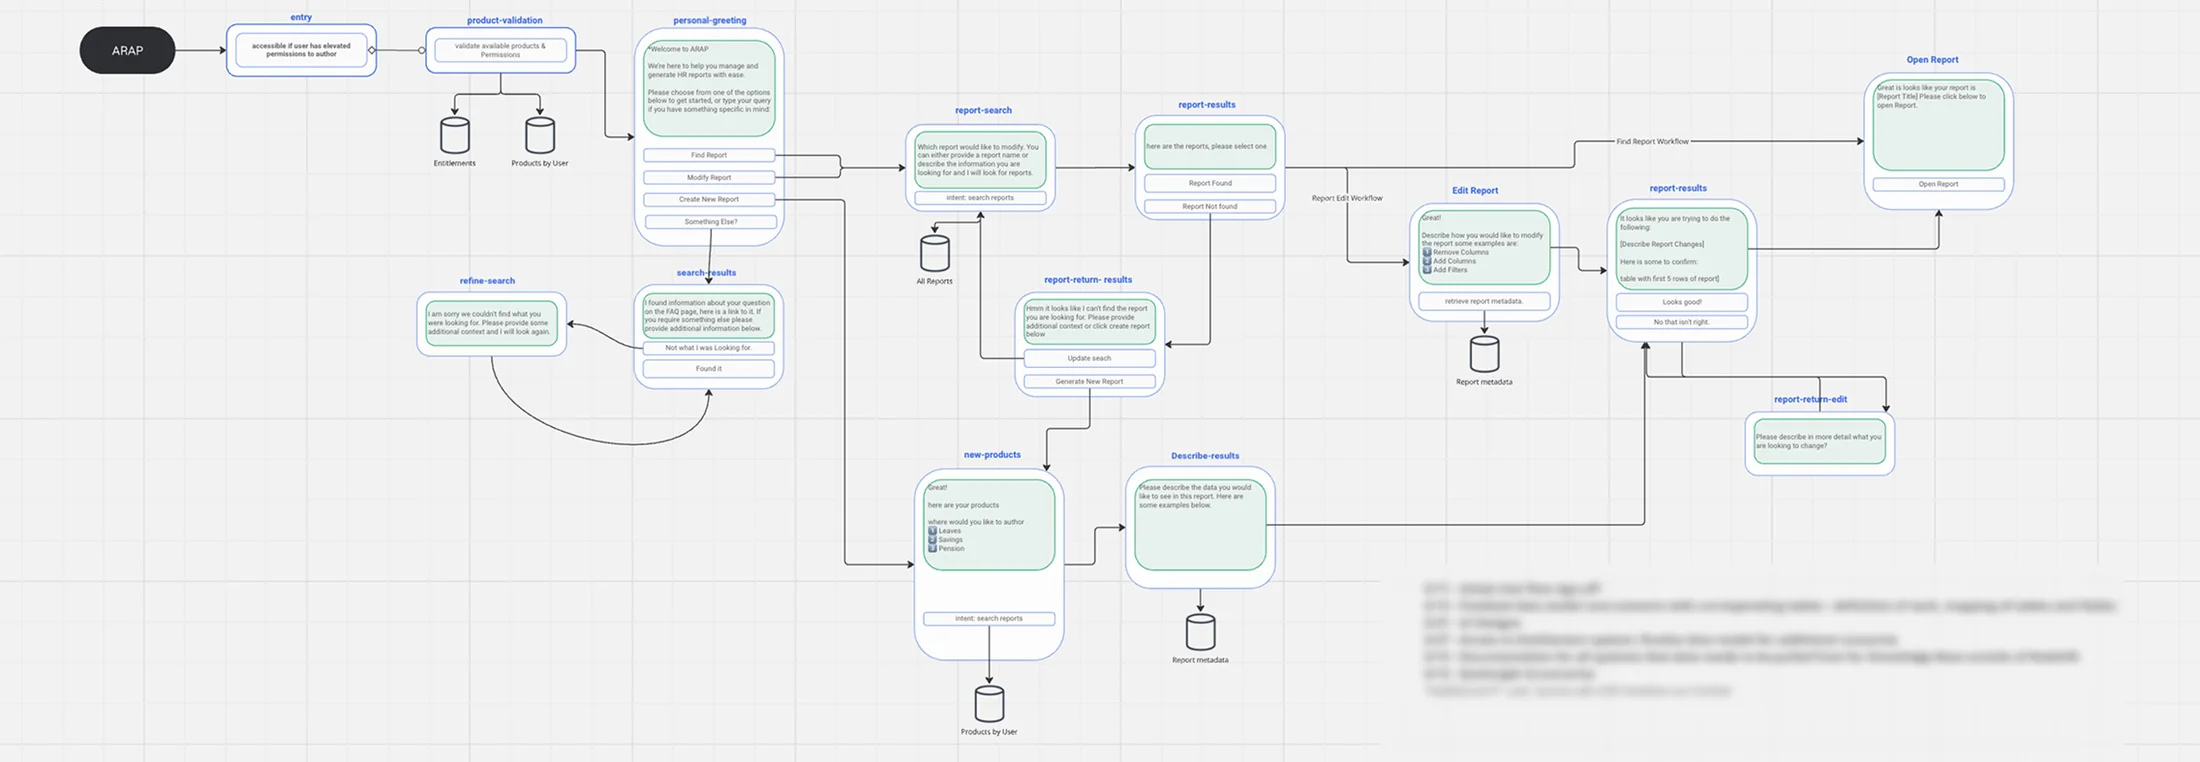 ARAP
entry
accessible if user has elevated
permissions to author
product-validation
validate available products &
Permissions
Entitlements
Products by User
personal-greeting
*Welcome to ARAP
We're here to help you manage and
generate HR reports with ease.
Please choose from one of the options
below to get started, or type your query
if you have something specific in mind:
Find Report
Modify Report
Create New Report
Something Else?
search-results
I found information about your question
on the FAQ page, here is a link to it. If
you require something else please
provide additional information below.
Not what I was Looking for.
Found it
refine-search
I am sorry we couldn't find what you
were looking for. Please provide some
additional context and I will look again.
report-search
Which report would like to modify. You
can either provide a report name or
describe the information you are
looking for and I will look for reports.
intent: search reports
All Reports
report-results
here are the reports, please select one
Report Found
Report Not found
report-return- results
Hmm it looks like I can't find the report
you are looking for. Please provide
additional context or click create report
below
Update seach
Generate New Report
new-products
Great!
here are your products
where would you like to author
1 Leaves
2 Savings
3 Pension
intent: search reports
Products by User
Describe-results
Please describe the data you would
like to see in this report. Here are
some examples below.
Report metadata
Find Report Workflow
Report Edit Workflow
Edit Report
Great!
Describe how you would like to modify
the report some examples are:
1 Remove Columns
2 Add Columns
3 Add Filters
retrieve report metadata.
Report metadata
report-results
It looks like you are trying to do the
following:
[Describe Report Changes]
Here is some to confirm:
table with first 5 rows of report]
Looks good!
No that isn't right.
report-return-edit
Please describe in more detail what you
are looking to change?
Open Report
Great is looks like your report is
[Report Title] Please click below to
open Report.
Open Report